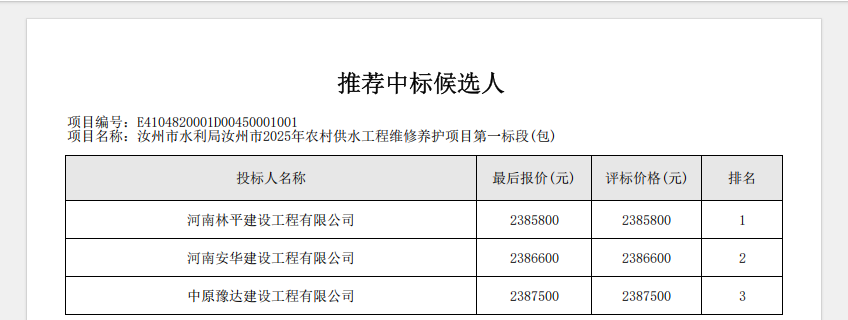 推荐中标候选人
项目编号：E4104820001D00450001001
项目名称：汝州市水利局汝州市2025年农村供水工程维修养护项目第一标段(包)
投标人名称 最后报价(元) 评标价格(元) 排名
河南林平建设工程有限公司 2385800 2385800 1
河南安华建设工程有限公司 2386600 2386600 2
中原豫达建设工程有限公司 2387500 2387500 3